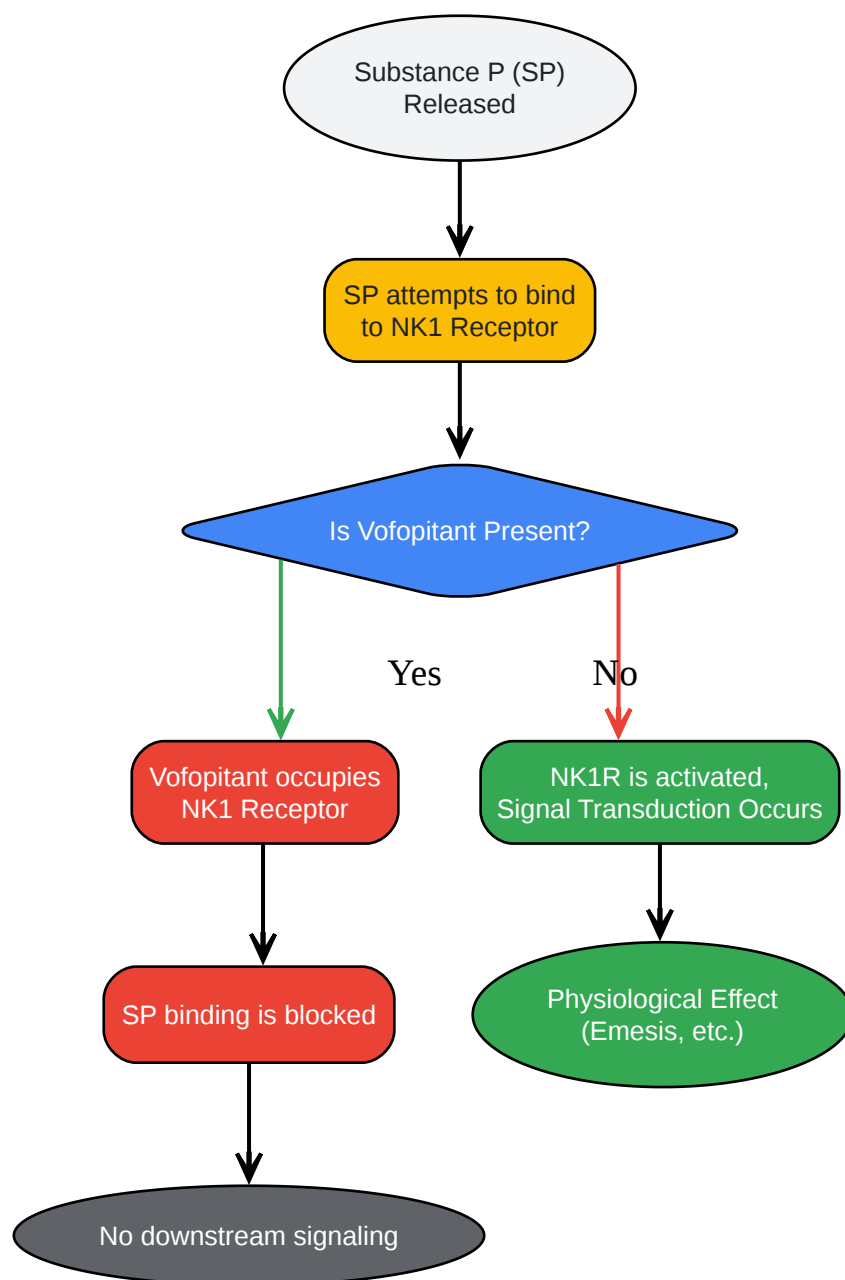 Substance P (SP)
Released
SP attempts to bind
to NK1 Receptor
Is Vofopitant Present?
Yes
No
Vofopitant occupies
NK1 Receptor
NK1R is activated,
Signal Transduction Occurs
SP binding is blocked
Physiological Effect
(Emesis, etc.)
No downstream signaling